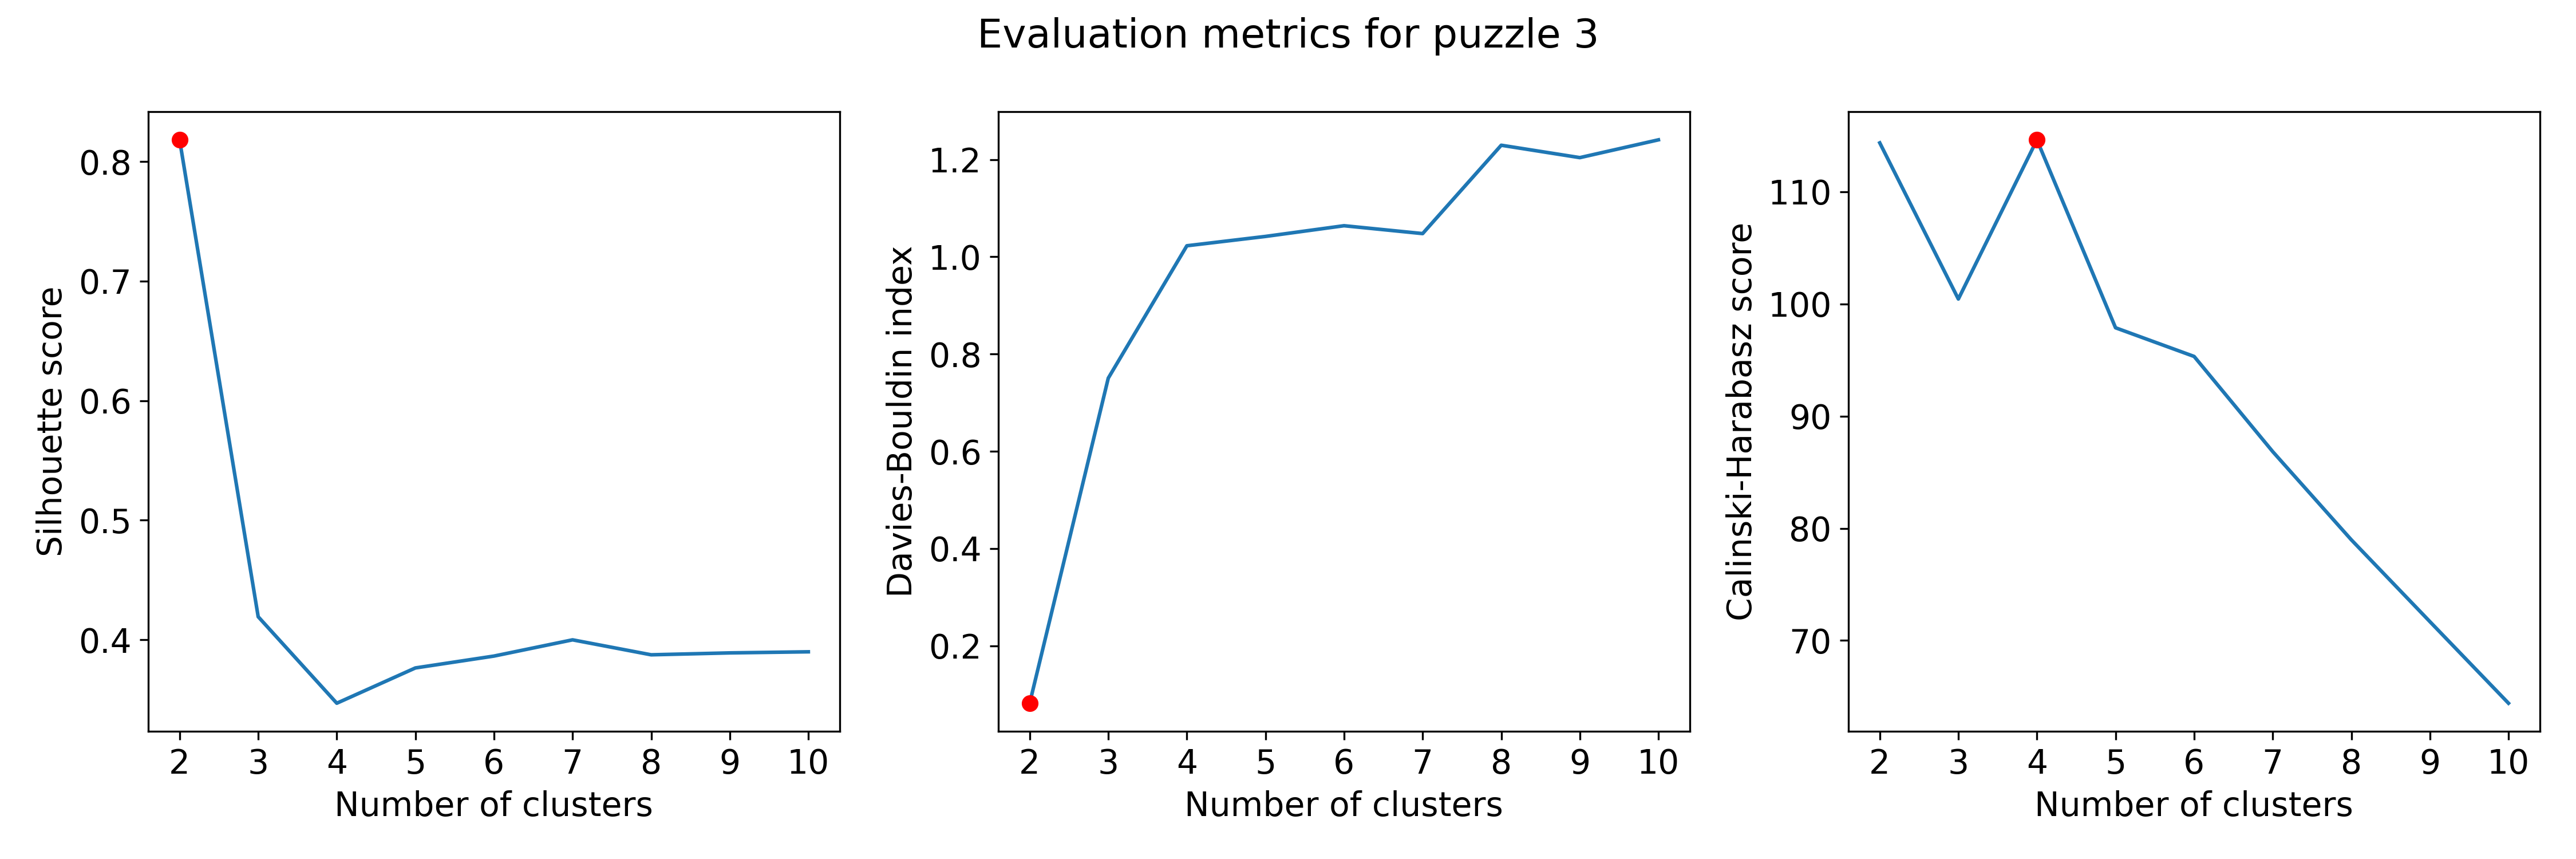 Evaluation metrics for puzzle 3
Silhouette score
0.8
0.7
0.6
0.5
0.4
2 3 4 5 6 7 8 9 10
Number of clusters
Davies-Bouldin index
1.2
1.0
0.8
0.6
0.4
0.2
2 3 4 5 6 7 8 9 10
Number of clusters
Calinski-Harabasz score
110
100
90
80
70
2 3 4 5 6 7 8 9 10
Number of clusters